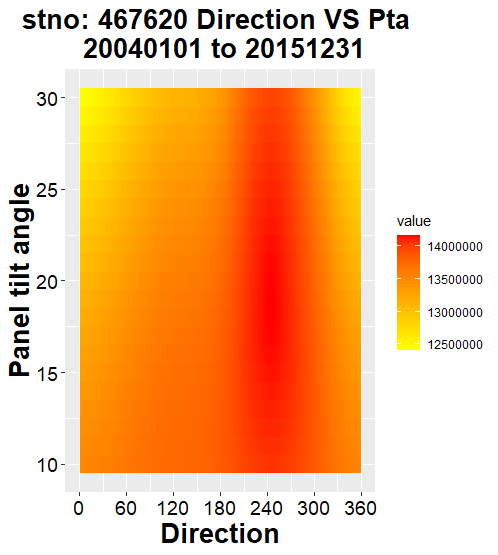 stno: 467620 Direction VS Pta
20040101 to 20151231
Panel tilt angle
30
25
20
15
10
0 60 120 180 240 300 360
Direction
value
14000000
13500000
13000000
12500000